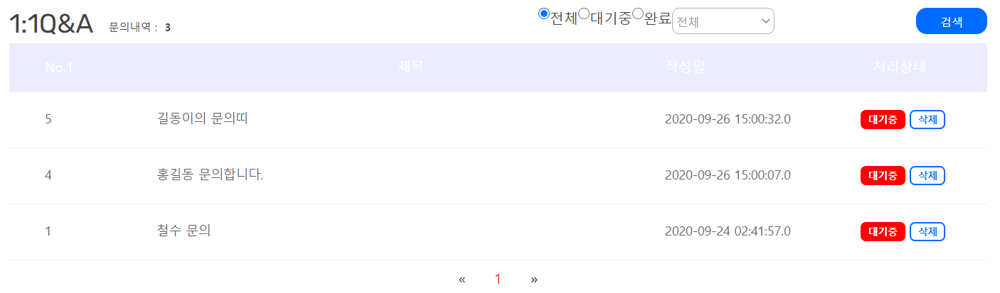 1:1Q&A 문의내역 : 3 전체 대기중 완료 전체 검색
No.1 제목 작성일 처리상태
5 길동이의 문의띠 2020-09-26 15:00:32.0 대기중 삭제
4 홍길동 문의합니다. 2020-09-26 15:00:07.0 대기중 삭제
1 철수 문의 2020-09-24 02:41:57.0 대기중 삭제
« 1 »